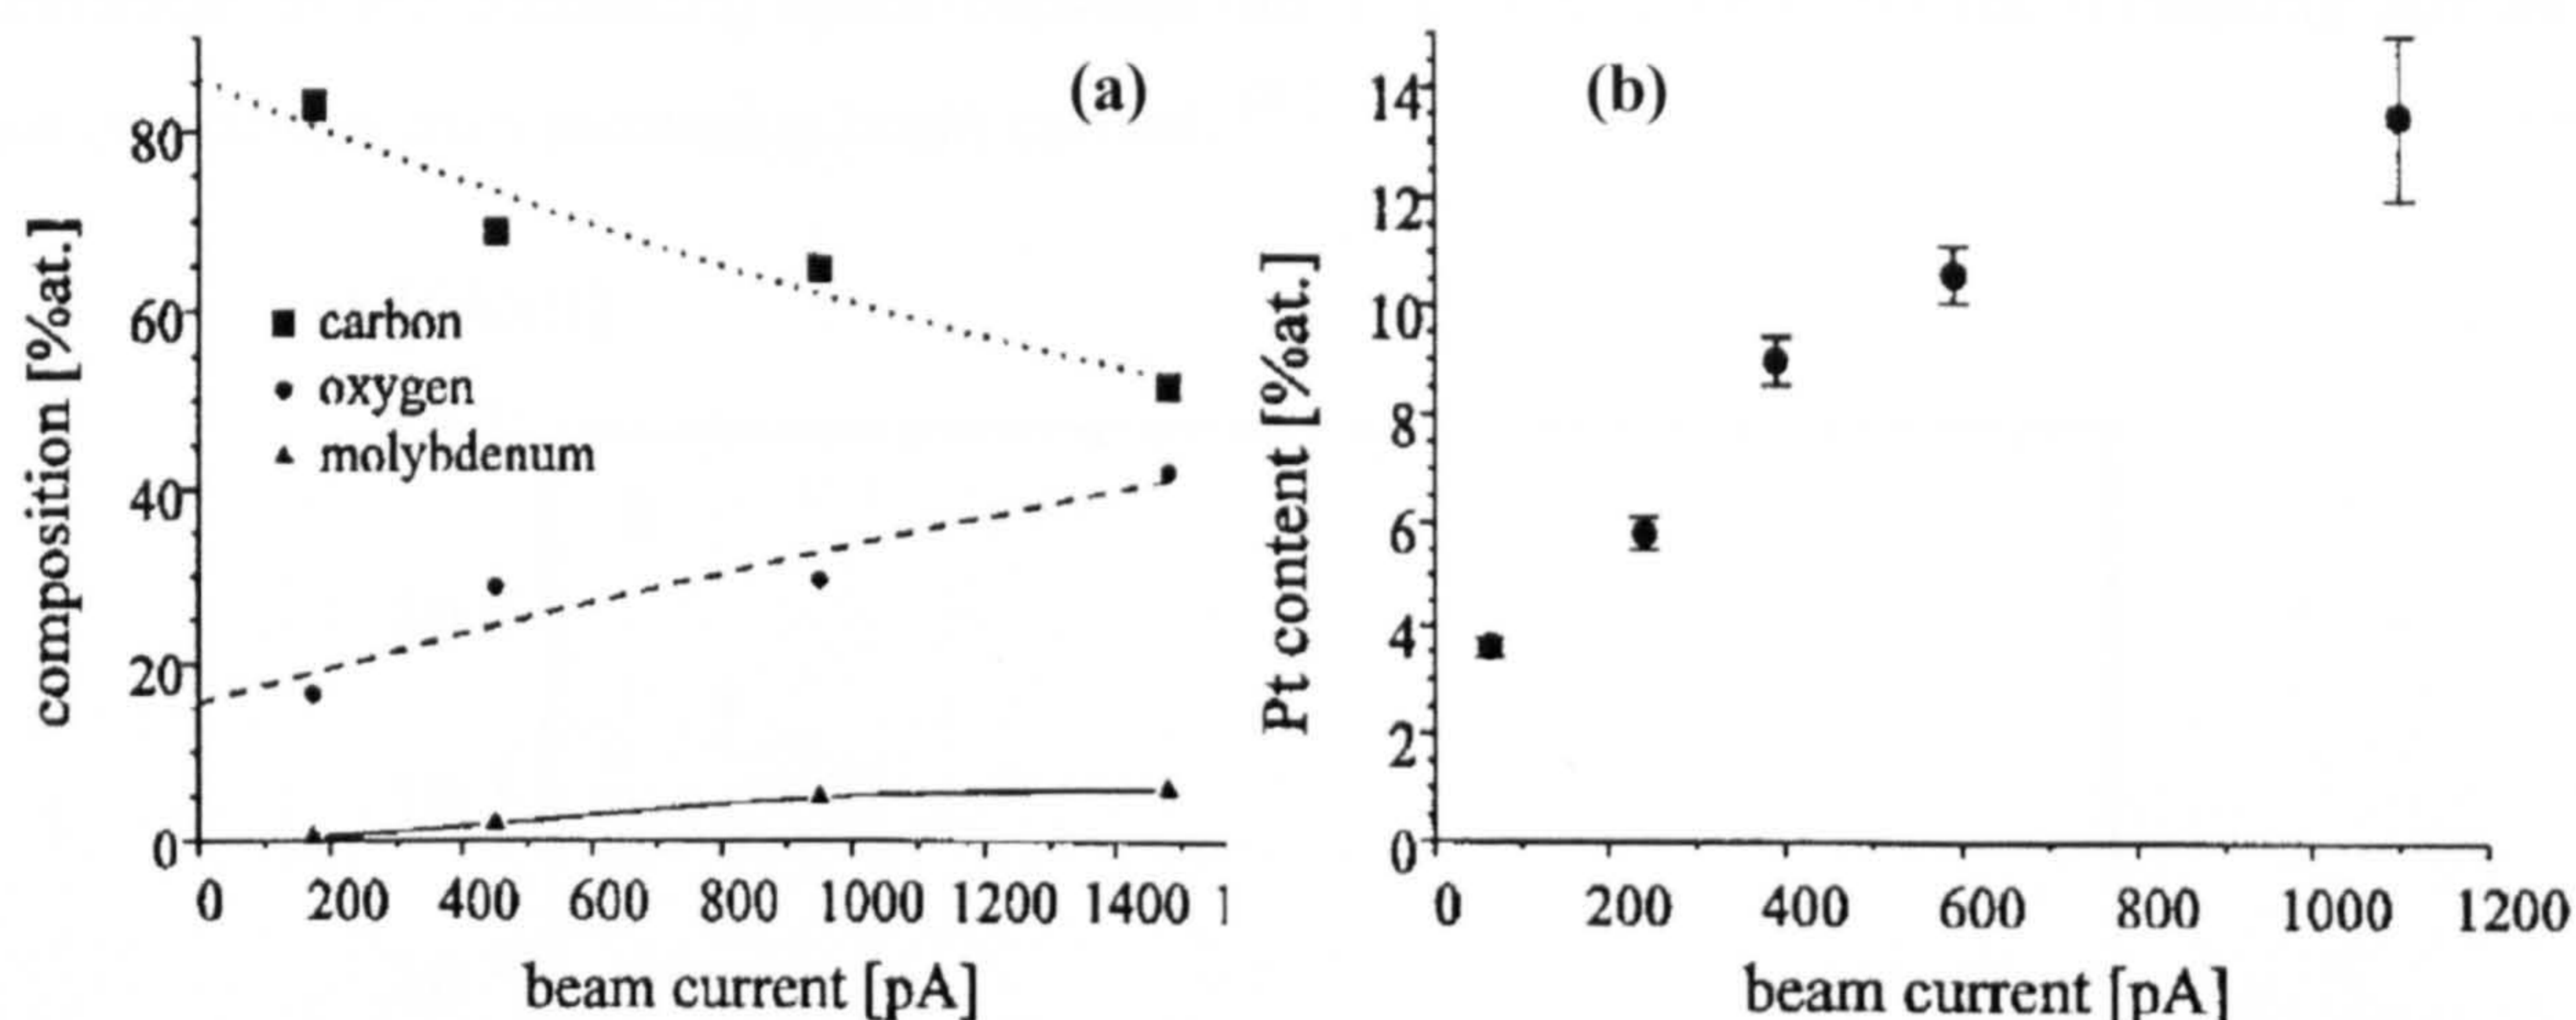 (a)
composition [%at.]
80
60
40
20
0
carbon
oxygen
molybdenum
0 200 400 600 800 1000 1200 1400 1
beam current [pA]
(b)
Pt content [%at.]
14
12
10
8
6
4
2
0
0 200 400 600 800 1000 1200
beam current [pA]